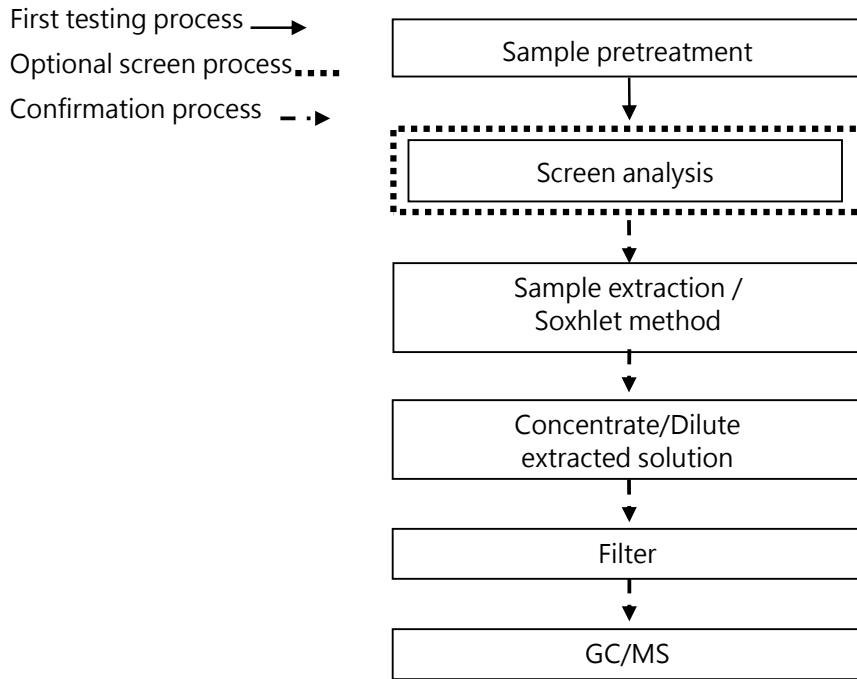 First testing process
Optional screen process
Confirmation process
Sample pretreatment
Screen analysis
Sample extraction /
Soxhlet method
Concentrate/Dilute
extracted solution
Filter
GC/MS